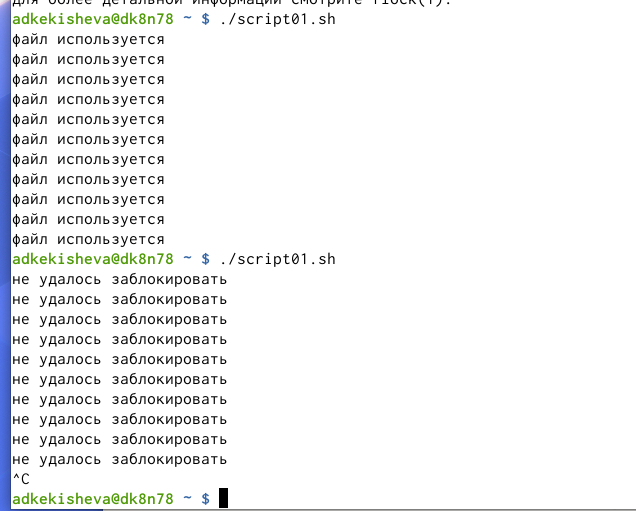 для более детальной информации смотрите flock(1).
adkekisheva@dk8n78 ~ $ ./script01.sh
файл используется
файл используется
файл используется
файл используется
файл используется
файл используется
файл используется
файл используется
файл используется
файл используется
файл используется
adkekisheva@dk8n78 ~ $ ./script01.sh
не удалось заблокировать
не удалось заблокировать
не удалось заблокировать
не удалось заблокировать
не удалось заблокировать
не удалось заблокировать
не удалось заблокировать
не удалось заблокировать
не удалось заблокировать
не удалось заблокировать
^C
adkekisheva@dk8n78 ~ $